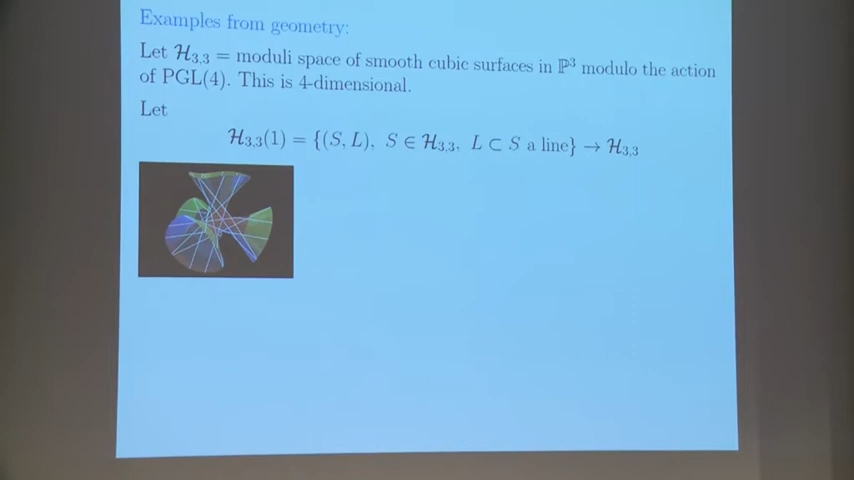 Examples from geometry:
Let ℋ₃,₃ = moduli space of smooth cubic surfaces in ℙ³ modulo the action
of PGL(4). This is 4-dimensional.
Let
ℋ₃,₃(1) = {(S, L), S ∈ ℋ₃,₃, L ⊂ S a line} → ℋ₃,₃